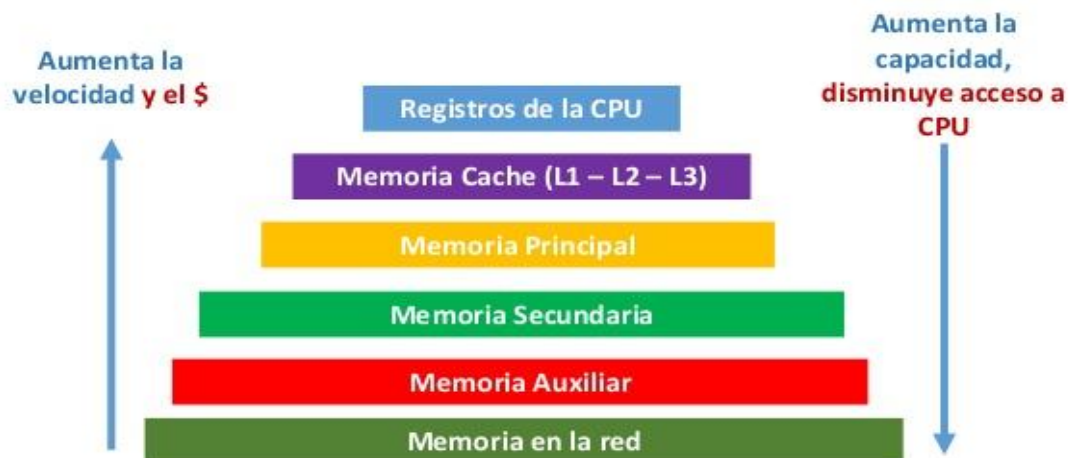 Aumenta la
velocidad y el $
Aumenta la
capacidad,
disminuye acceso a
CPU
Registros de la CPU
Memoria Cache (L1 – L2 – L3)
Memoria Principal
Memoria Secundaria
Memoria Auxiliar
Memoria en la red